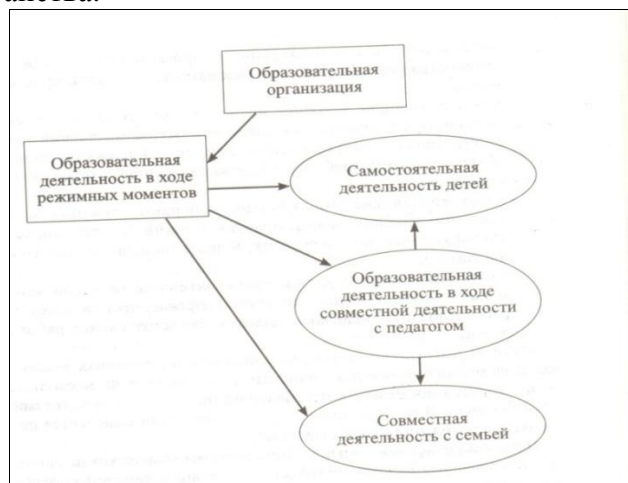 Образовательная
организация
Образовательная
деятельность в ходе
режимных моментов
Самостоятельная
деятельность детей
Образовательная
деятельность в ходе
совместной деятельности
с педагогом
Совместная
деятельность с семьей